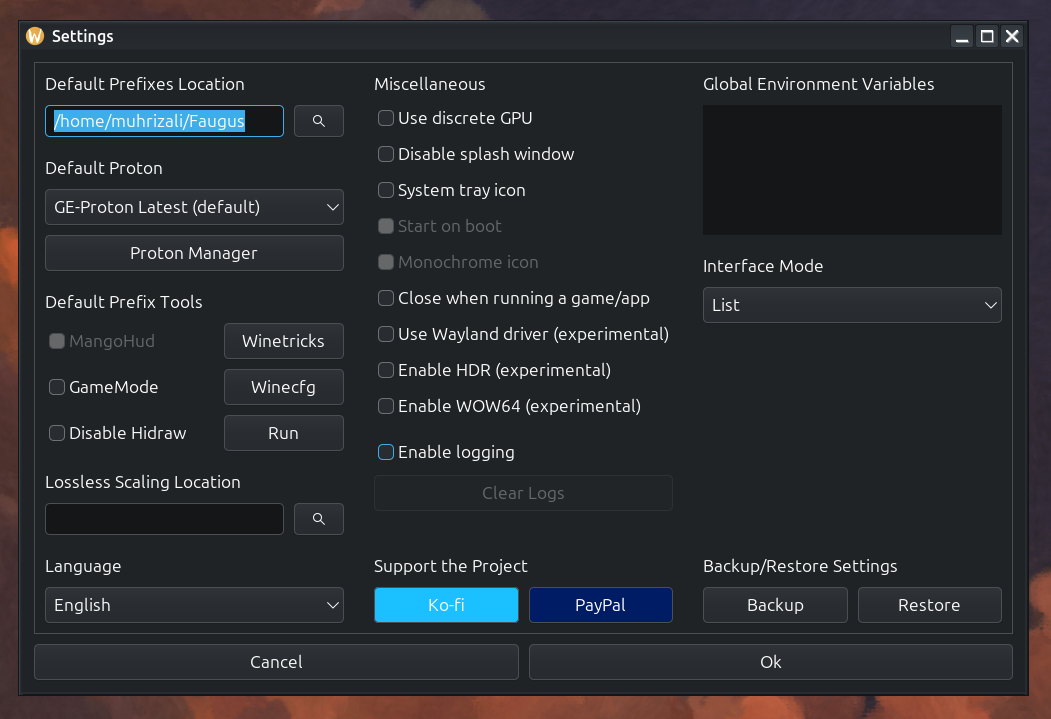 Settings
Default Prefixes Location
/home/muhrizali/Faugus
Default Proton
GE-Proton Latest (default)
Proton Manager
Default Prefix Tools
MangoHud
Winetricks
GameMode
Winecfg
Disable Hidraw
Run
Lossless Scaling Location
Language
English
Miscellaneous
Use discrete GPU
Disable splash window
System tray icon
Start on boot
Monochrome icon
Close when running a game/app
Use Wayland driver (experimental)
Enable HDR (experimental)
Enable WOW64 (experimental)
Enable logging
Clear Logs
Support the Project
Ko-fi
PayPal
Global Environment Variables
Interface Mode
List
Backup/Restore Settings
Backup
Restore
Cancel
Ok